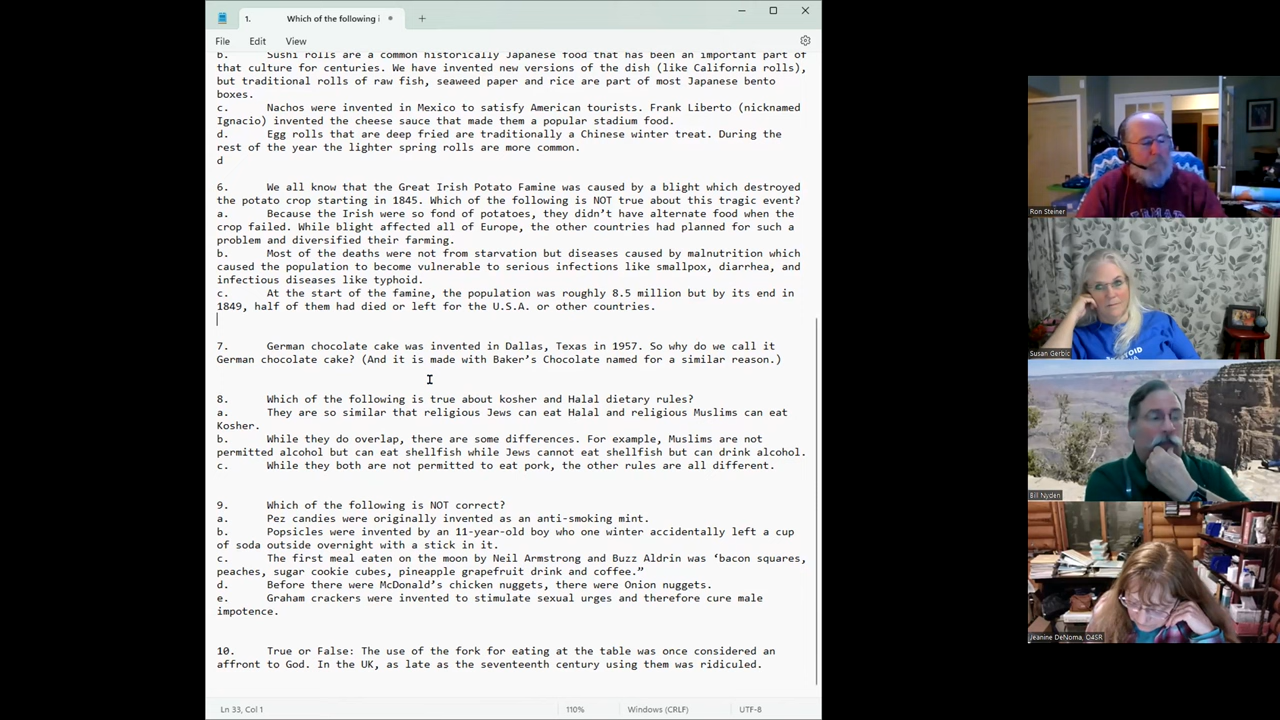 1. Which of the following i
File Edit View
b. Sushi rolls are a common historically Japanese food that has been an important part of
that culture for centuries. We have invented new versions of the dish (like California rolls),
but traditional rolls of raw fish, seaweed paper and rice are part of most Japanese bento
boxes.
c. Nachos were invented in Mexico to satisfy American tourists. Frank Liberto (nicknamed
Ignacio) invented the cheese sauce that made them a popular stadium food.
d. Egg rolls that are deep fried are traditionally a Chinese winter treat. During the
rest of the year the lighter spring rolls are more common.
d
6. We all know that the Great Irish Potato Famine was caused by a blight which destroyed
the potato crop starting in 1845. Which of the following is NOT true about this tragic event?
a. Because the Irish were so fond of potatoes, they didn’t have alternate food when the
crop failed. While blight affected all of Europe, the other countries had planned for such a
problem and diversified their farming.
b. Most of the deaths were not from starvation but diseases caused by malnutrition which
caused the population to become vulnerable to serious infections like smallpox, diarrhea, and
infectious diseases like typhoid.
c. At the start of the famine, the population was roughly 8.5 million but by its end in
1849, half of them had died or left for the U.S.A. or other countries.
7. German chocolate cake was invented in Dallas, Texas in 1957. So why do we call it
German chocolate cake? (And it is made with Baker’s Chocolate named for a similar reason.)
8. Which of the following is true about kosher and Halal dietary rules?
a. They are so similar that religious Jews can eat Halal and religious Muslims can eat
Kosher.
b. While they do overlap, there are some differences. For example, Muslims are not
permitted alcohol but can eat shellfish while Jews cannot eat shellfish but can drink alcohol.
c. While they both are not permitted to eat pork, the other rules are all different.
9. Which of the following is NOT correct?
a. Pez candies were originally invented as an anti-smoking mint.
b. Popsicles were invented by an 11-year-old boy who one winter accidentally left a cup
of soda outside overnight with a stick in it.
c. The first meal eaten on the moon by Neil Armstrong and Buzz Aldrin was ‘bacon squares,
peaches, sugar cookie cubes, pineapple grapefruit drink and coffee.”
d. Before there were McDonald’s chicken nuggets, there were Onion nuggets.
e. Graham crackers were invented to stimulate sexual urges and therefore cure male
impotence.
10. True or False: The use of the fork for eating at the table was once considered an
affront to God. In the UK, as late as the seventeenth century using them was ridiculed.
Ln 33, Col 1 110% Windows (CRLF) UTF-8
Ron Steiner
Susan Gerbic
Bill Nyden
Jeanine DeNoma, O4SR